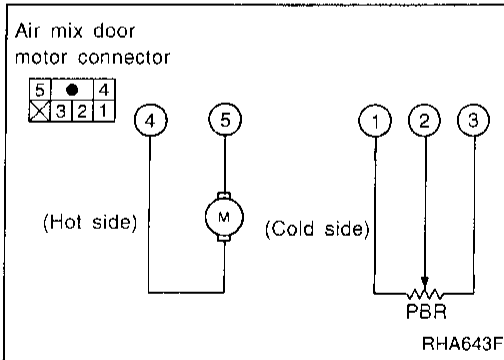 Air mix door
motor connector
5 4
3 2 1
4 5 1 2 3
M
(Hot side) (Cold side)
PBR
RHA643F